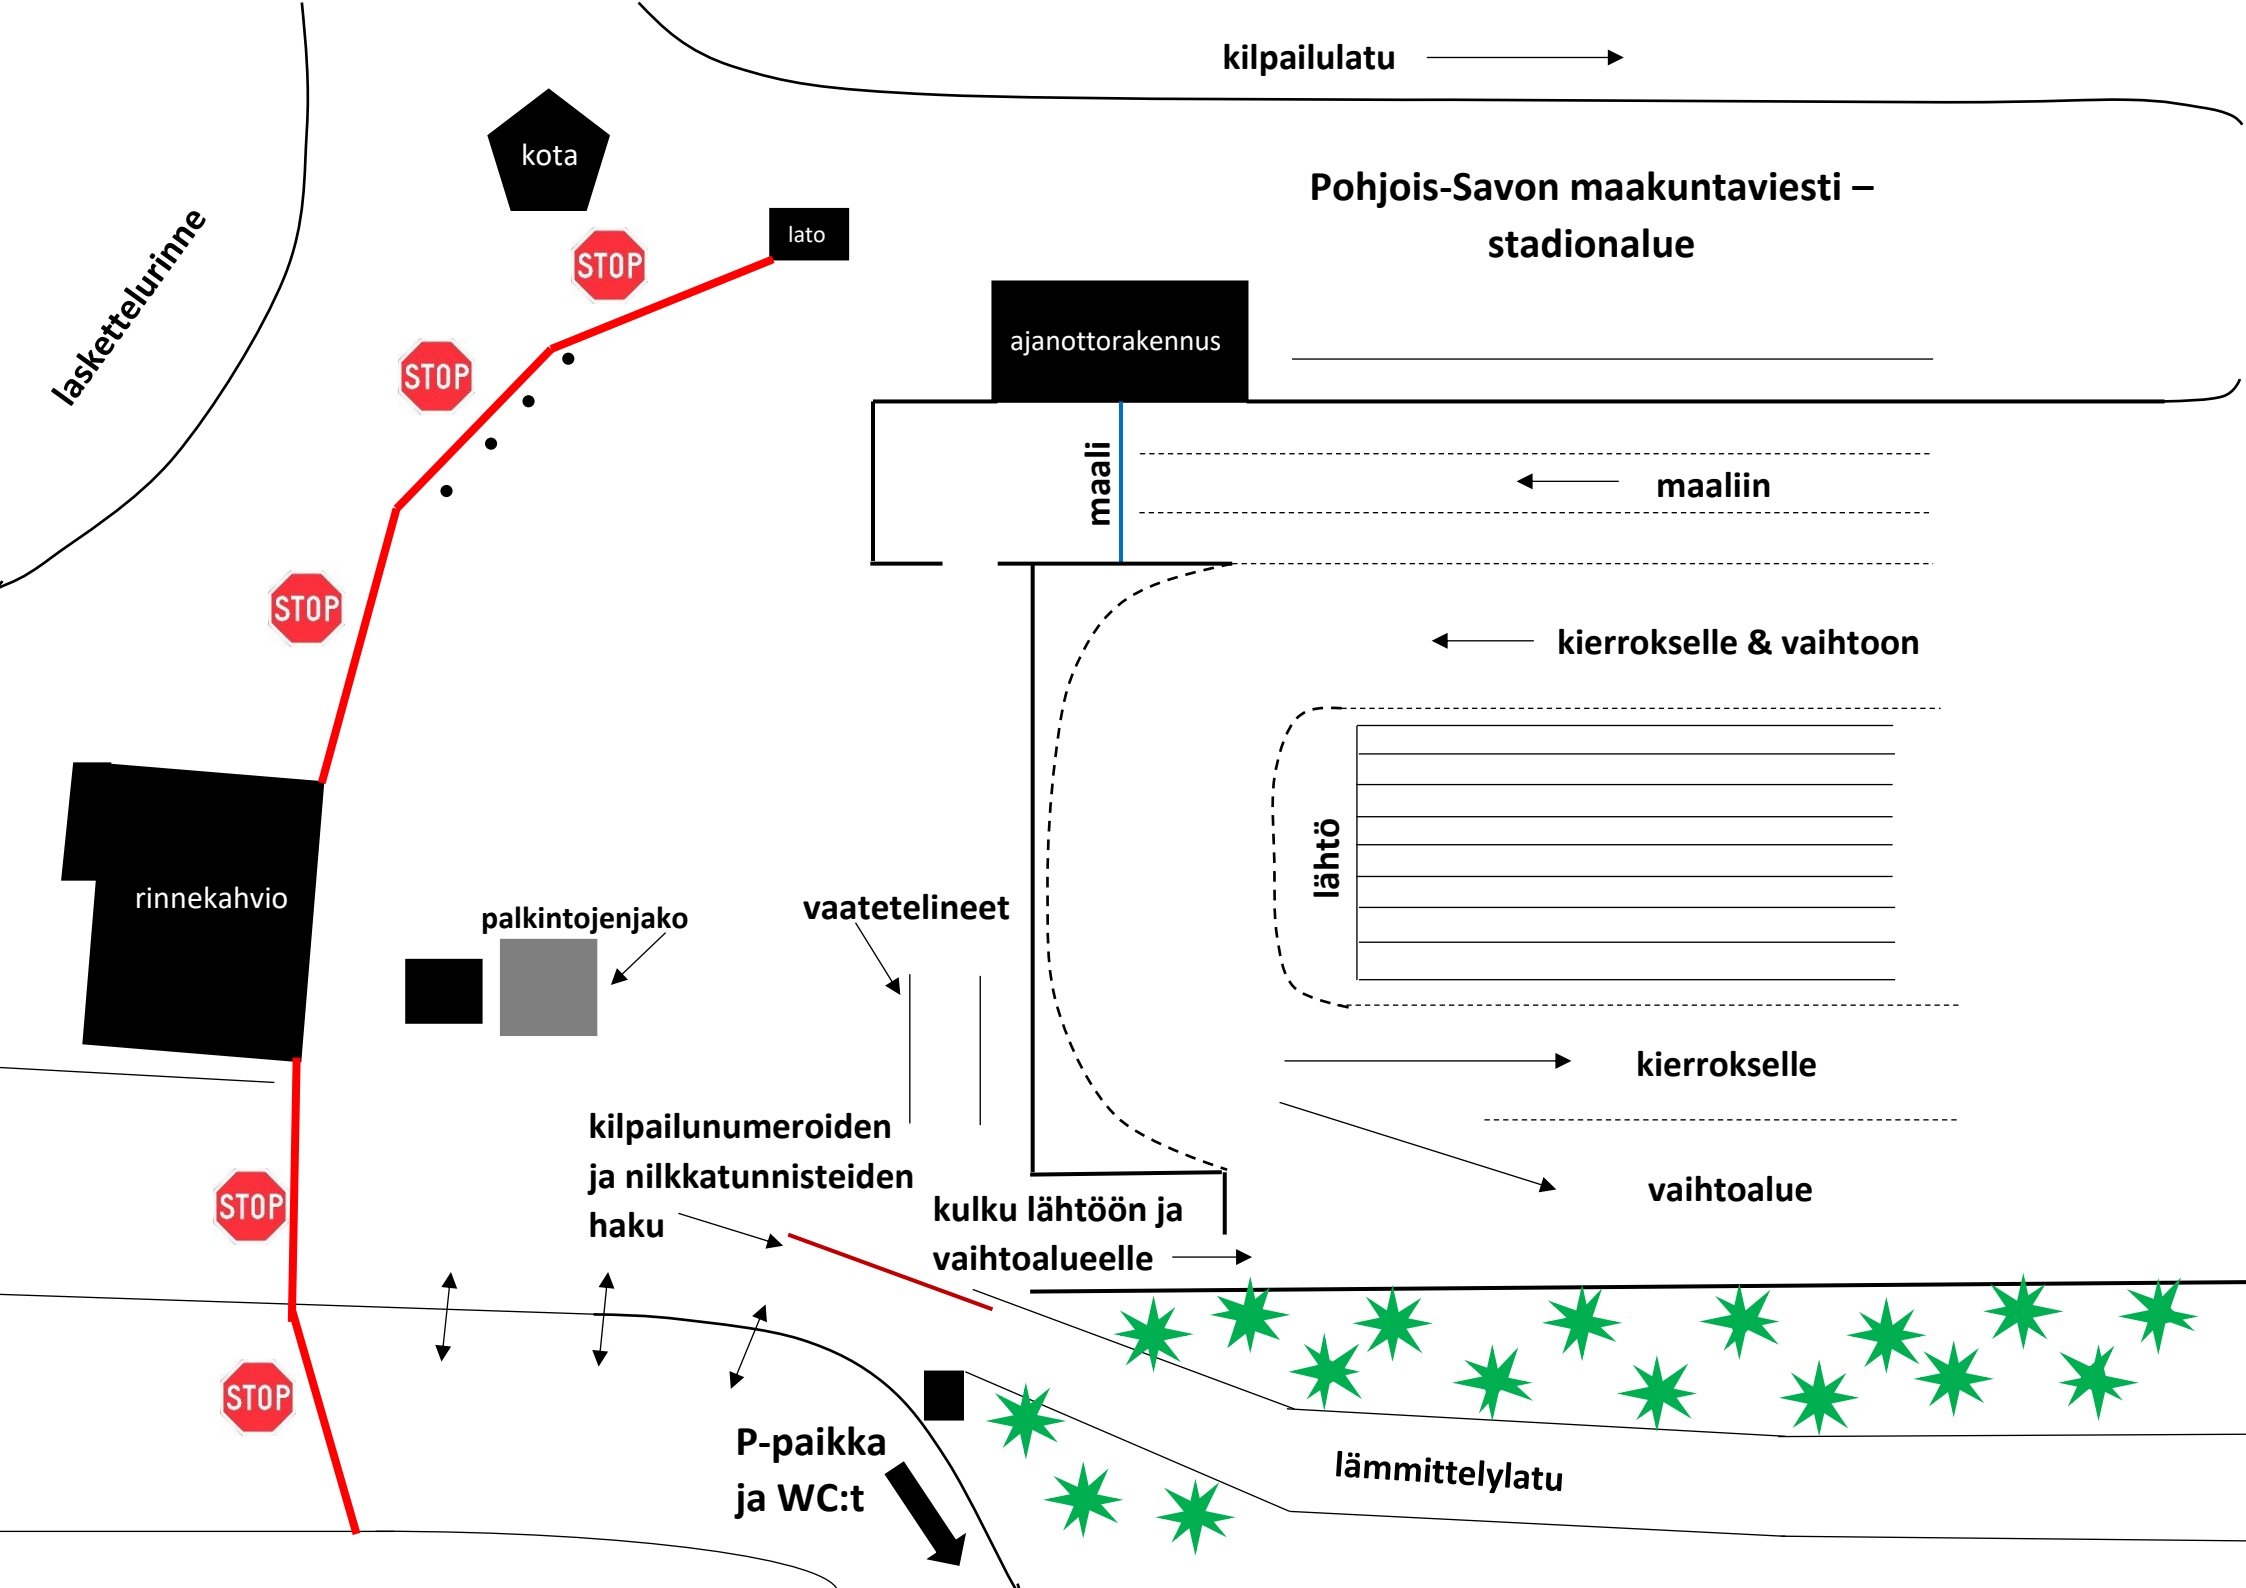 kilpailulatu
kota
Pohjois-Savon maakuntaviesti –
stadionalue
lato
STOP
laskettelurinne
ajanottorakennus
STOP
maali
maaliin
STOP
kierrokselle & vaihtoon
lähtö
rinnekahvio
palkintojenjako
vaatetelineet
kierrokselle
kilpailunumeroiden
ja nilkkatunnisteiden
haku
vaihtoalue
STOP
kulku lähtöön ja
vaihtoalueelle
STOP
P-paikka
ja WC:t
lämmittelylatu